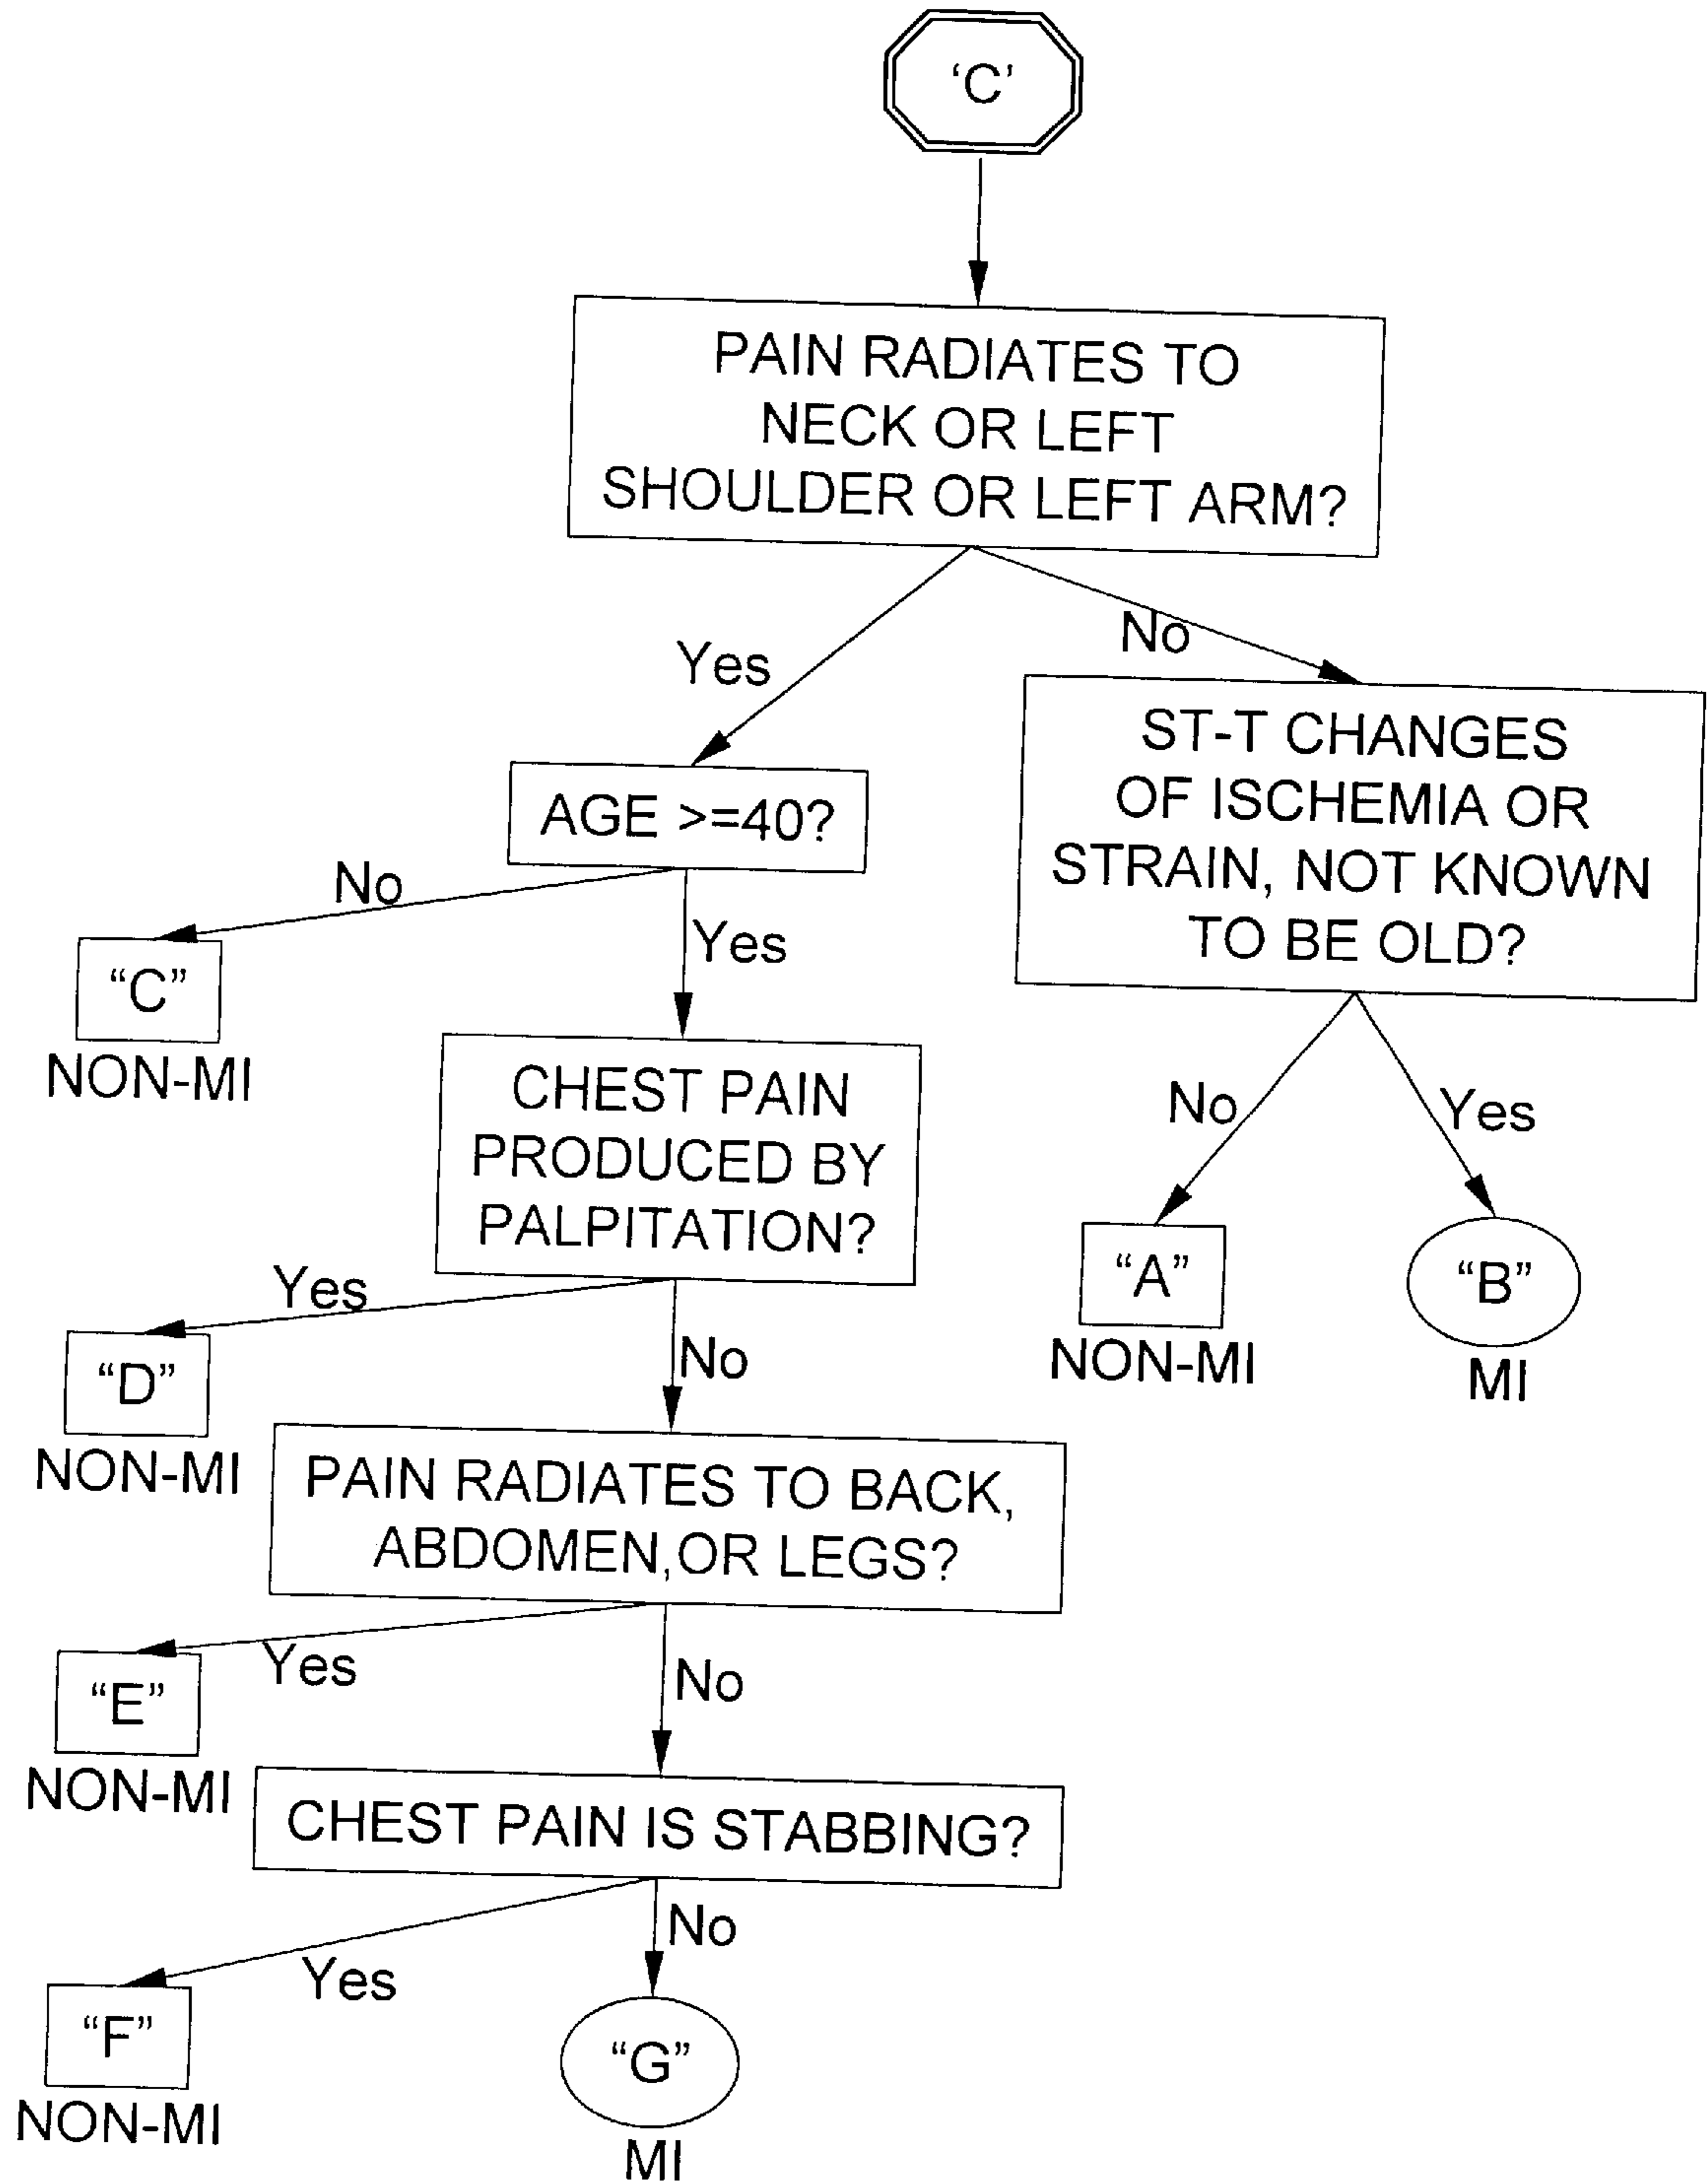 ‘C’
PAIN RADIATES TO
NECK OR LEFT
SHOULDER OR LEFT ARM?
Yes
No
AGE >=40?
ST-T CHANGES
OF ISCHEMIA OR
STRAIN, NOT KNOWN
TO BE OLD?
No
Yes
“C”
NON-MI
CHEST PAIN
PRODUCED BY
PALPITATION?
No
Yes
“A”
NON-MI
“B”
MI
Yes
No
“D”
NON-MI
PAIN RADIATES TO BACK,
ABDOMEN,OR LEGS?
Yes
No
“E”
NON-MI
CHEST PAIN IS STABBING?
Yes
No
“F”
NON-MI
“G”
MI